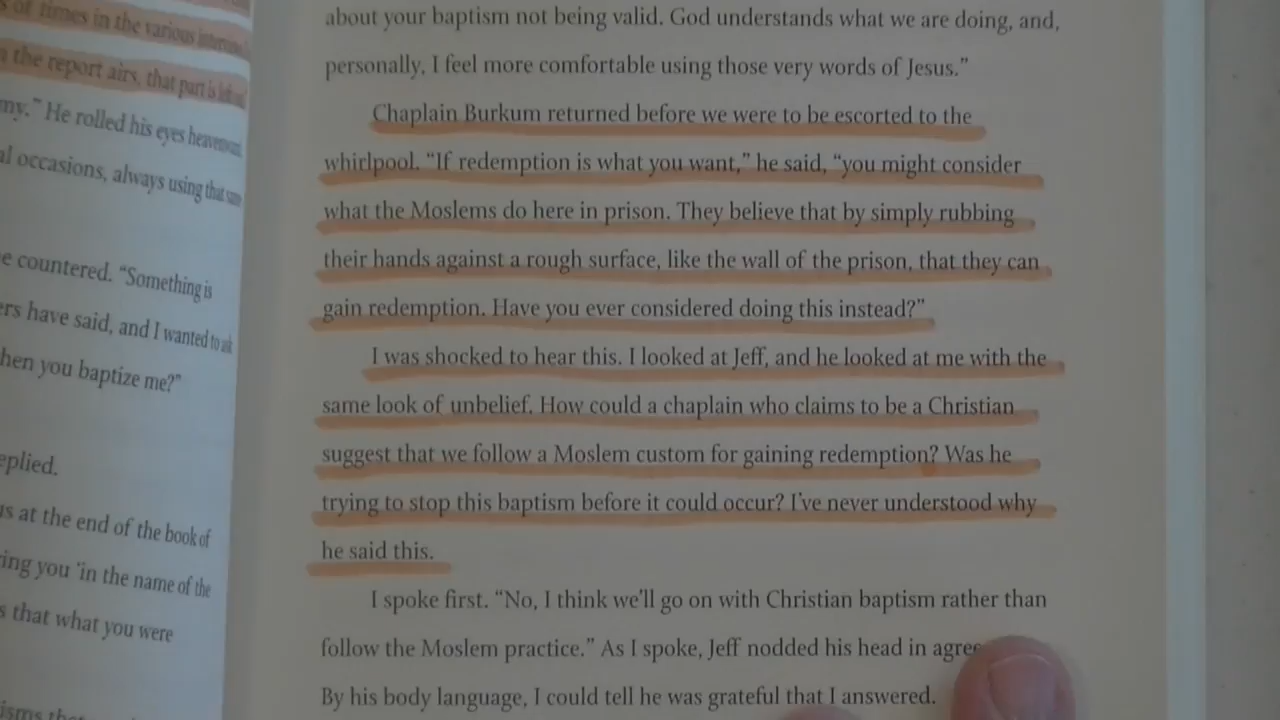 s of times in the various
n the report airs, that part is
my." He rolled his eyes
al occasions, always using that
e countered. "Something is
ers have said, and I wanted to ask
hen you baptize me?"
eplied.
us at the end of the book of
ing you 'in the name of the
s that what you were
about your baptism not being valid. God understands what we are doing, and,
personally, I feel more comfortable using those very words of Jesus."
Chaplain Burkum returned before we were to be escorted to the
whirlpool. "If redemption is what you want," he said, "you might consider
what the Moslems do here in prison. They believe that by simply rubbing
their hands against a rough surface, like the wall of the prison, that they can
gain redemption. Have you ever considered doing this instead?"
I was shocked to hear this. I looked at Jeff, and he looked at me with the
same look of unbelief. How could a chaplain who claims to be a Christian
suggest that we follow a Moslem custom for gaining redemption? Was he
trying to stop this baptism before it could occur? I've never understood why
he said this.
I spoke first. "No, I think we'll go on with Christian baptism rather than
follow the Moslem practice." As I spoke, Jeff nodded his head in agree
By his body language, I could tell he was grateful that I answered.